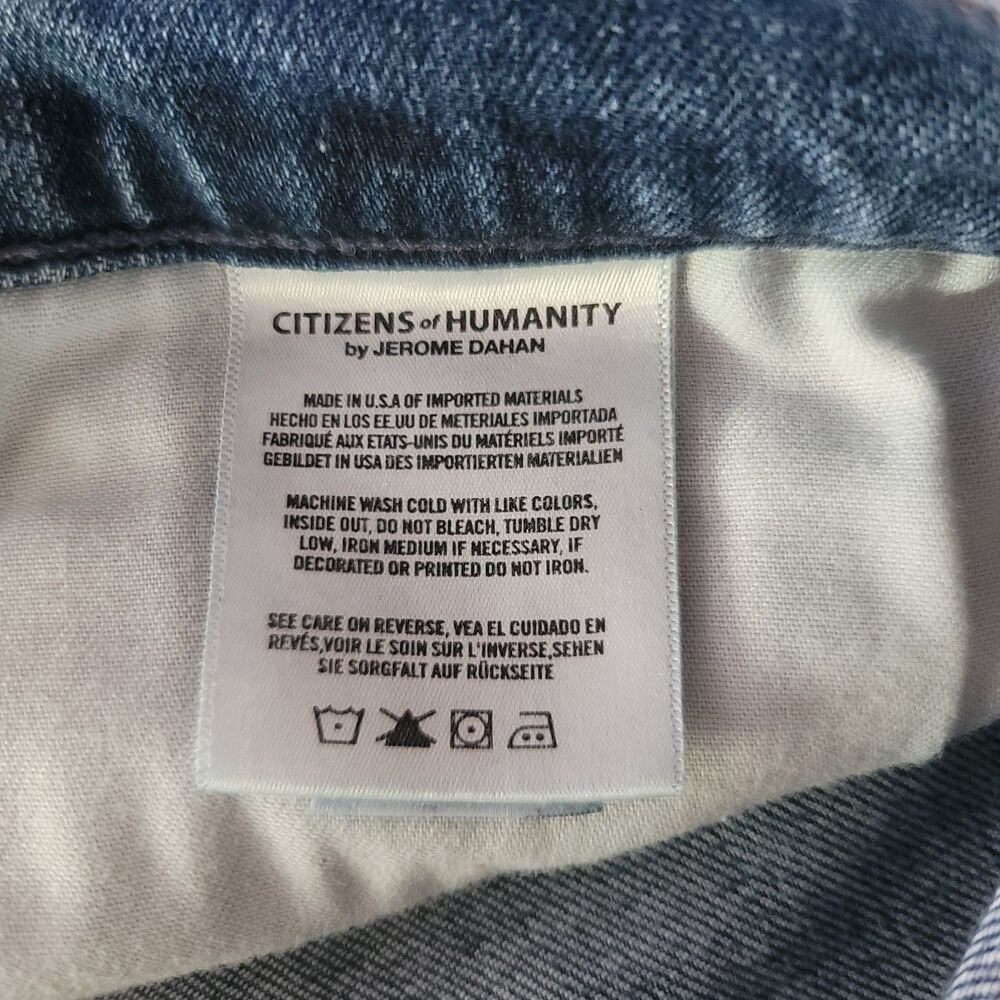 CITIZENS of HUMANITY
by JEROME DAHAN
MADE IN U.S.A OF IMPORTED MATERIALS
HECHO EN LOS EE.UU DE METERIALES IMPORTADA
FABRIQUÉ AUX ETATS-UNIS DU MATÉRIELS IMPORTÉ
GEBILDET IN USA DES IMPORTIERTEN MATERIALIEN
MACHINE WASH COLD WITH LIKE COLORS,
INSIDE OUT, DO NOT BLEACH, TUMBLE DRY
LOW, IRON MEDIUM IF NECESSARY, IF
DECORATED OR PRINTED DO NOT IRON.
SEE CARE ON REVERSE, VEA EL CUIDADO EN
REVÉS,VOIR LE SOIN SUR L'INVERSE,SEHEN
SIE SORGFALT AUF RÜCKSEITE